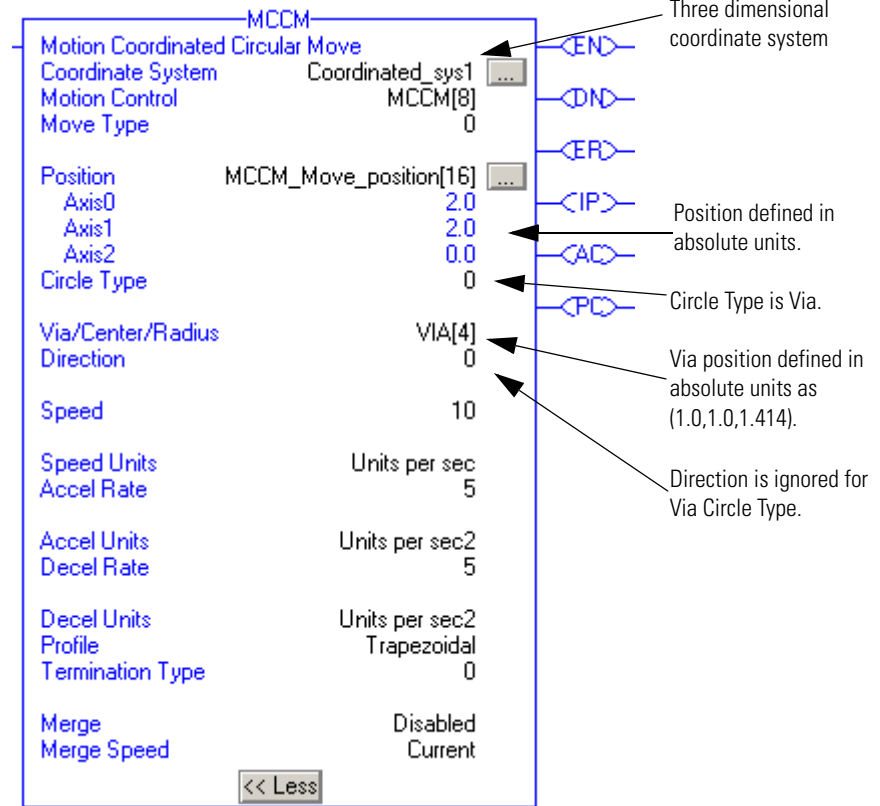 MCCM
Motion Coordinated Circular Move
Coordinate System Coordinated_sys1 ...
Motion Control MCCM[8]
Move Type 0
Position MCCM_Move_position[16] ...
Axis0 2.0
Axis1 2.0
Axis2 0.0
Circle Type 0
Via/Center/Radius VIA[4]
Direction 0
Speed 10
Speed Units Units per sec
Accel Rate 5
Accel Units Units per sec2
Decel Rate 5
Decel Units Units per sec2
Profile Trapezoidal
Termination Type 0
Merge Disabled
Merge Speed Current
<< Less
EN
DN
ER
IP
AC
PC
Three dimensional
coordinate system
Position defined in
absolute units.
Circle Type is Via.
Via position defined in
absolute units as
(1.0,1.0,1.414).
Direction is ignored for
Via Circle Type.